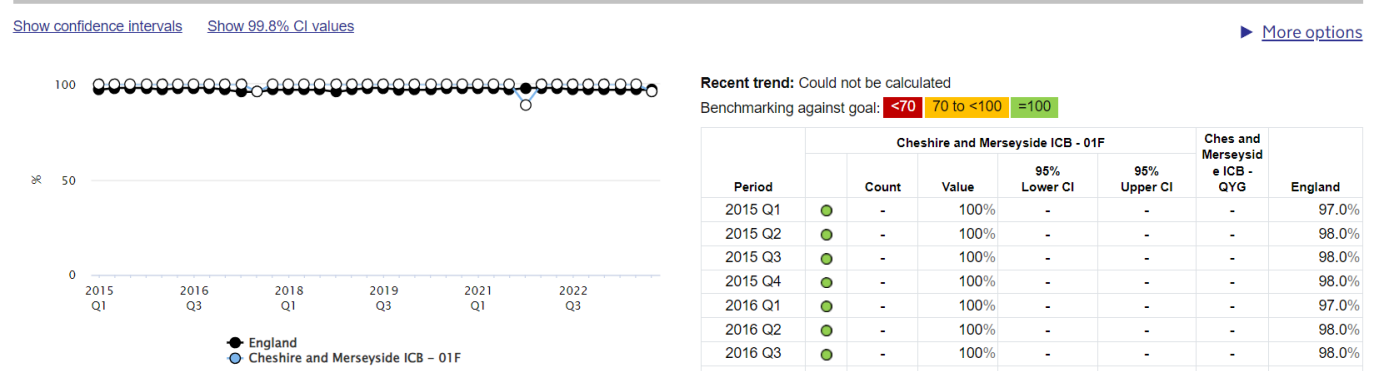 Show confidence intervals Show 99.8% CI values
▶ More options
100
50
0
%
2015 Q1
2016 Q3
2018 Q1
2019 Q3
2021 Q1
2022 Q3
England
Cheshire and Merseyside ICB – 01F
Recent trend: Could not be calculated
Benchmarking against goal: <70 70 to <100 =100
Cheshire and Merseyside ICB - 01F
Ches and
Merseysid
e ICB -
QYG
Period Count Value 95% Lower CI 95% Upper CI England
2015 Q1 - 100% - - - 97.0%
2015 Q2 - 100% - - - 98.0%
2015 Q3 - 100% - - - 98.0%
2015 Q4 - 100% - - - 98.0%
2016 Q1 - 100% - - - 97.0%
2016 Q2 - 100% - - - 98.0%
2016 Q3 - 100% - - - 98.0%